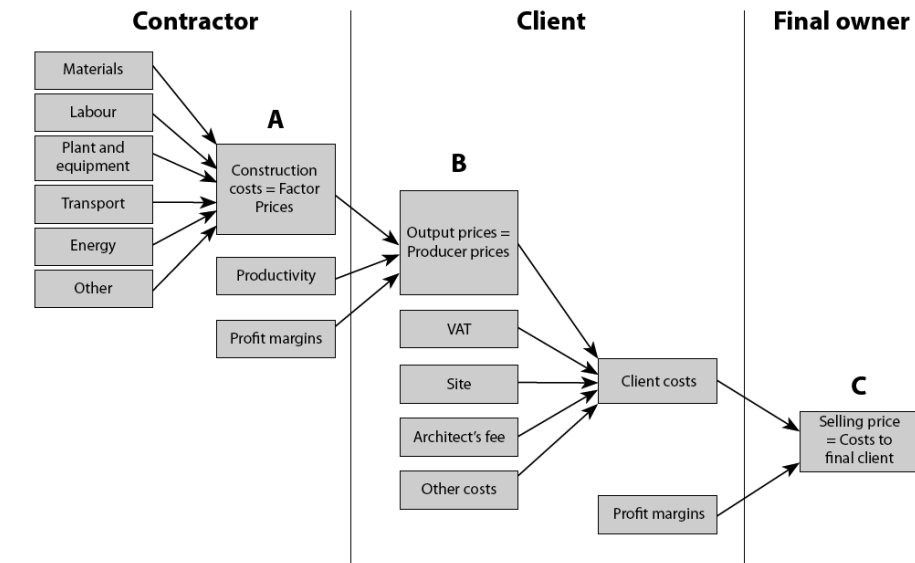 Contractor
Client
Final owner
Materials
Labour
Plant and
equipment
Transport
Energy
Other
A
Construction
costs = Factor
Prices
Productivity
Profit margins
B
Output prices =
Producer prices
VAT
Site
Architect's fee
Other costs
Client costs
Profit margins
C
Selling price
= Costs to
final client